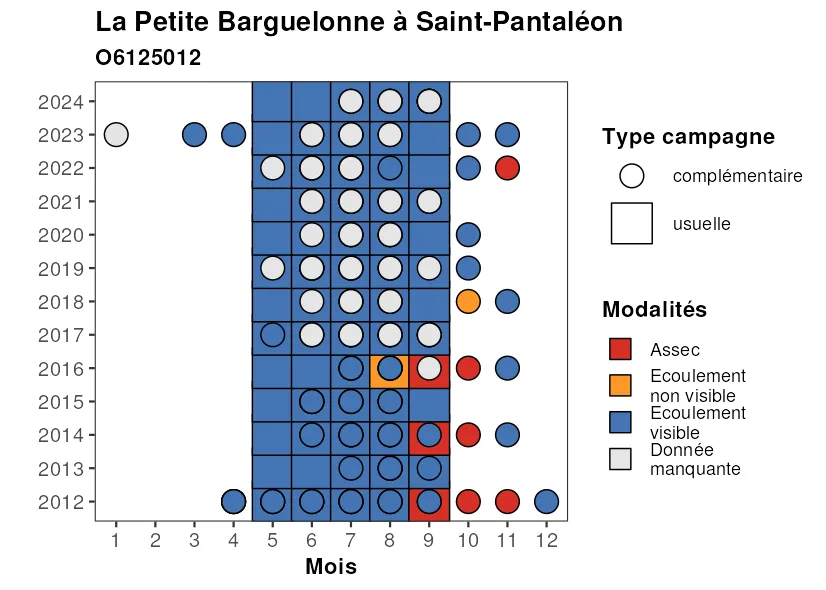 La Petite Barguelonne à Saint-Pantaléon
O6125012
2024
2023
2022
2021
2020
2019
2018
2017
2016
2015
2014
2013
2012
1 2 3 4 5 6 7 8 9 10 11 12
Mois
Type campagne
complémentaire
usuelle
Modalités
Assec
Ecoulement
non visible
Ecoulement
visible
Donnée
manquante